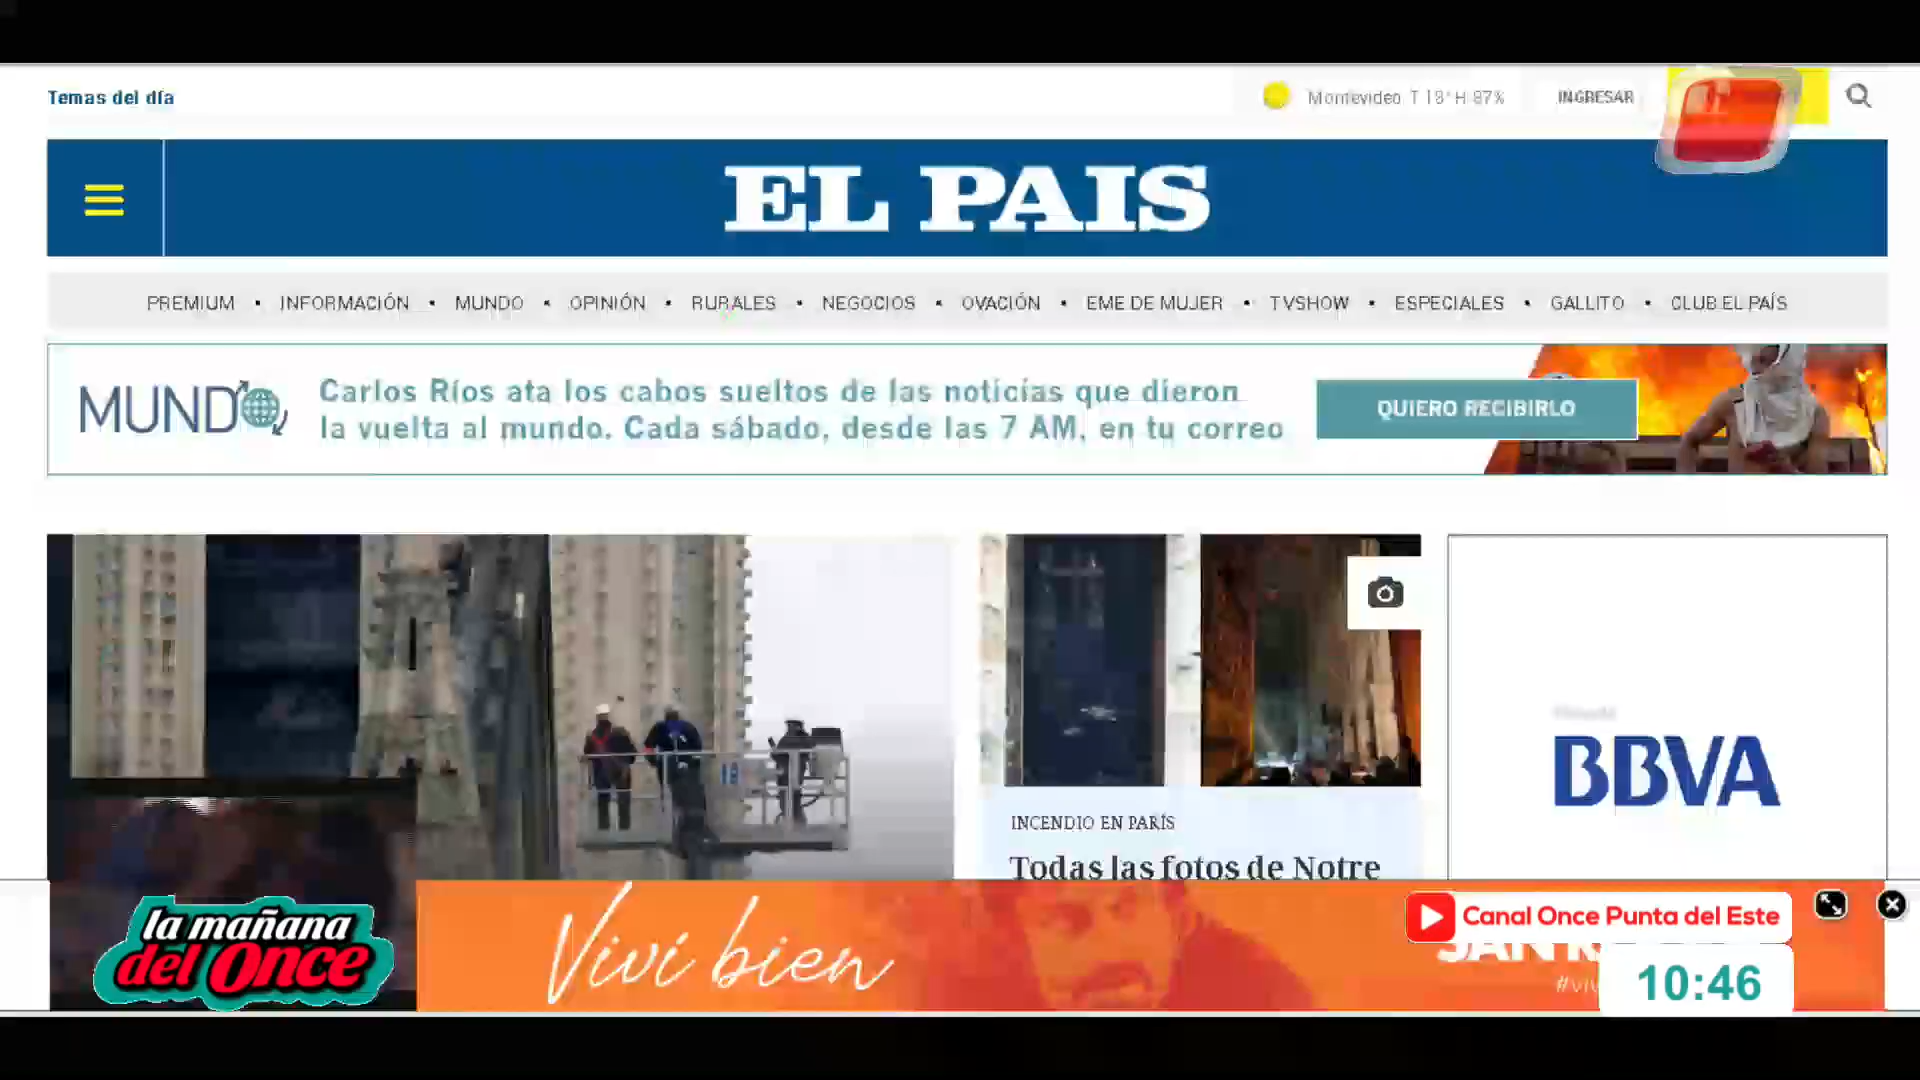 Temas del día
Montevideo T 18° H 87%
INGRESAR
EL PAIS
PREMIUM • INFORMACIÓN • MUNDO • OPINIÓN • RURALES • NEGOCIOS • OVACIÓN • EME DE MUJER • TVSHOW • ESPECIALES • GALLITO • CLUB EL PAÍS
MUNDO
Carlos Ríos ata los cabos sueltos de las noticias que dieron
la vuelta al mundo. Cada sábado, desde las 7 AM, en tu correo
QUIERO RECIBIRLO
18
INCENDIO EN PARÍS
Todas las fotos de Notre
BBVA
la mañana
del Once
Viví bien
Canal Once Punta del Este
10:46